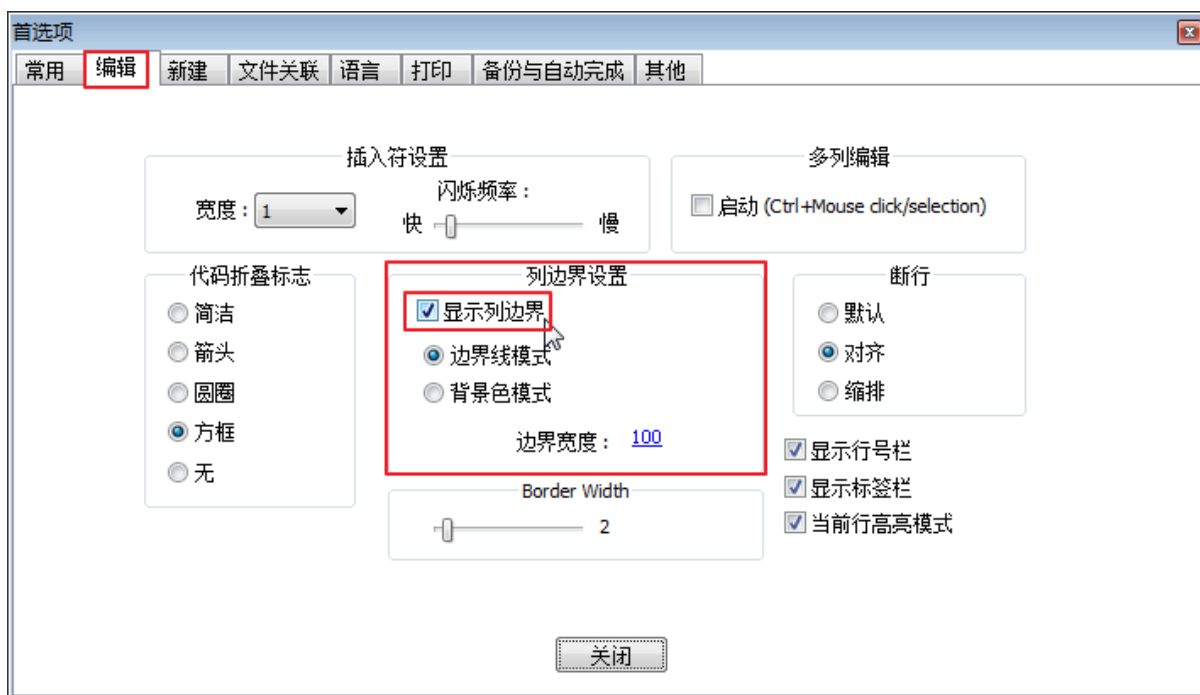 首选项
常用 编辑 新建 文件关联 语言 打印 备份与自动完成 其他
插入符设置
宽度： 1
闪烁频率：
快 慢
多列编辑
启动 (Ctrl+Mouse click/selection)
代码折叠标志
简洁
箭头
圆圈
方框
无
列边界设置
显示列边界
边界线模式
背景色模式
边界宽度： 100
Border Width
2
断行
默认
对齐
缩排
显示行号栏
显示标签栏
当前行高亮模式
关闭